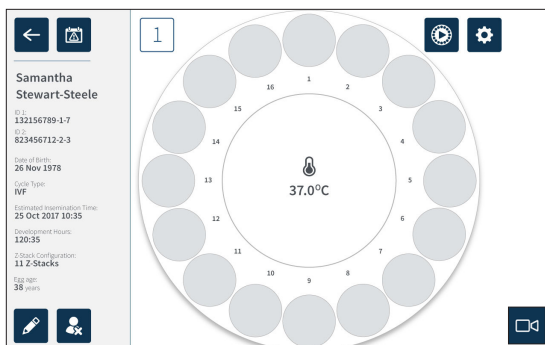 1
Samantha
Stewart-Steele
ID 1:
132156789-1-7
ID 2:
823456712-2-3
Date of Birth:
26 Nov 1978
Cycle Type:
IVF
Estimated Insemination Time:
25 Oct 2017 10:35
Development Hours:
120:35
Z-Stack Configuration:
11 Z-Stacks
Egg age:
38 years
1
2
3
4
5
6
7
8
9
10
11
12
13
14
15
16
37.0°C